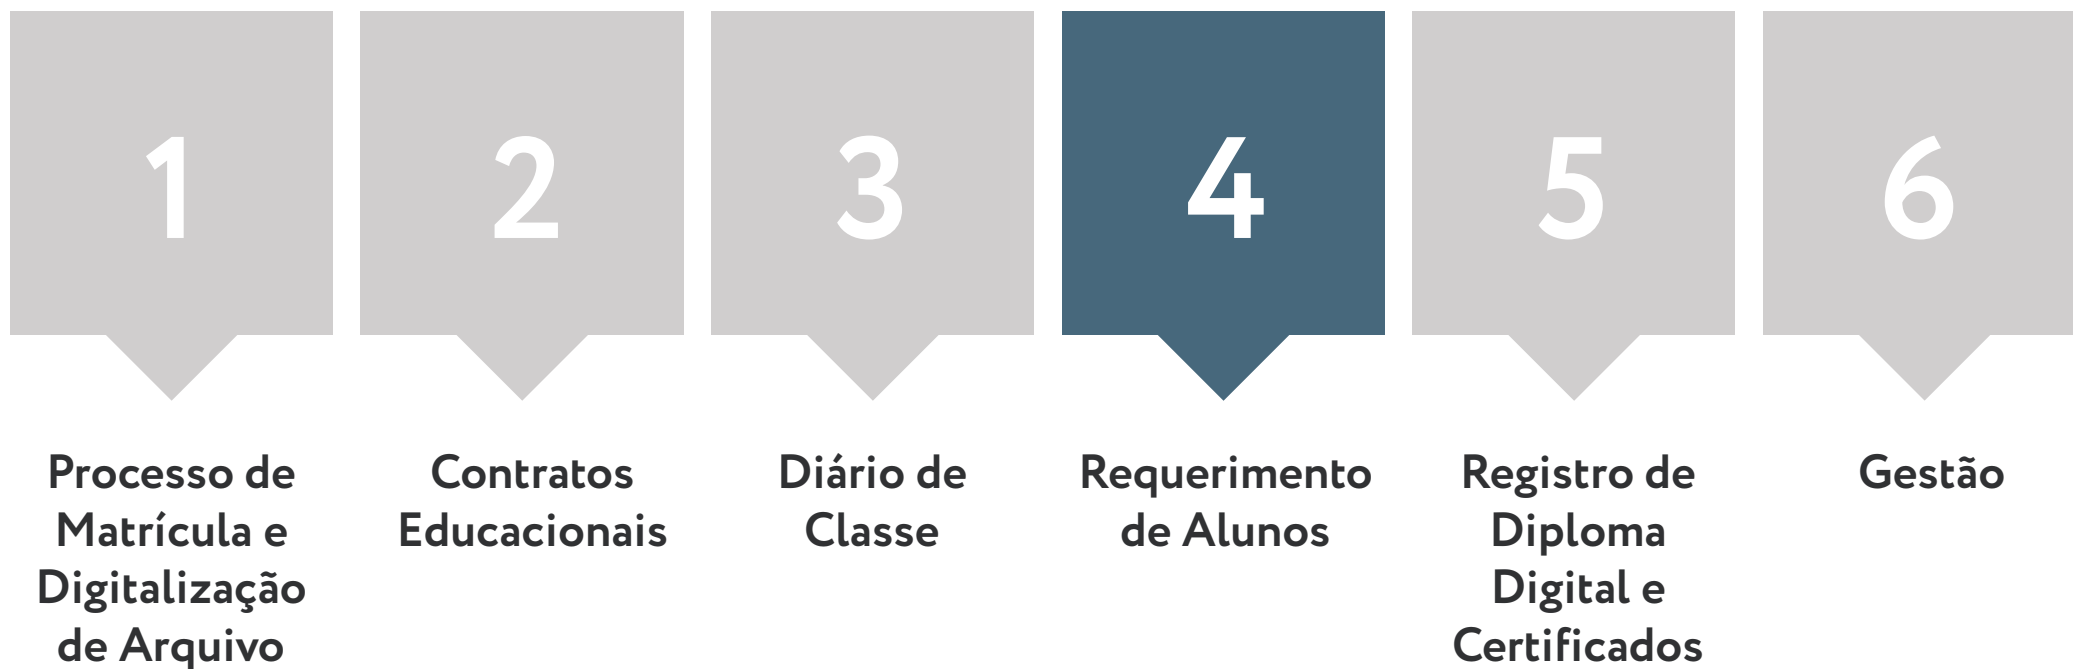 1
2
3
4
5
6
Processo de
Matrícula e
Digitalização
de Arquivo
Contratos
Educacionais
Diário de
Classe
Requerimento
de Alunos
Registro de
Diploma
Digital e
Certificados
Gestão